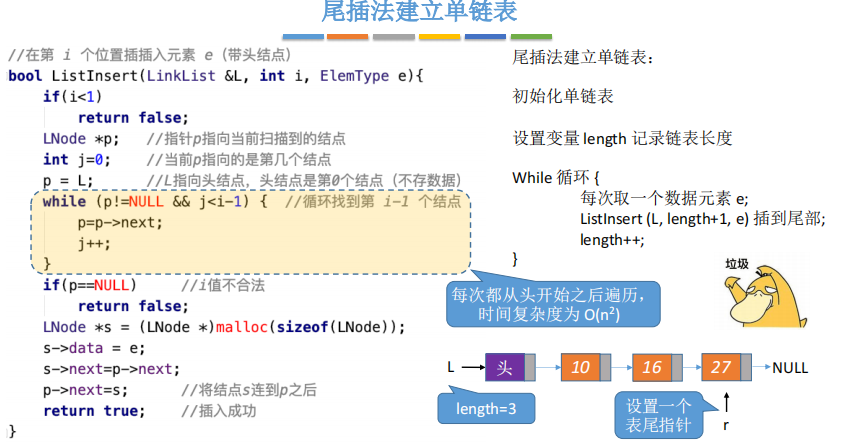 尾插法建立单链表
//在第 i 个位置插插入元素 e（带头结点）
bool ListInsert(LinkList &L, int i, ElemType e){
if(i<1)
return false;
LNode *p; //指针p指向当前扫描到的结点
int j=0; //当前p指向的是第几个结点
p = L; //L指向头结点，头结点是第0个结点（不存数据）
while (p!=NULL && j<i-1) { //循环找到第 i-1 个结点
p=p->next;
j++;
}
if(p==NULL) //i值不合法
return false;
LNode *s = (LNode *)malloc(sizeof(LNode));
s->data = e;
s->next=p->next;
p->next=s; //将结点s连到p之后
return true; //插入成功
}
尾插法建立单链表：
初始化单链表
设置变量 length 记录链表长度
While 循环 {
每次取一个数据元素 e;
ListInsert (L, length+1, e) 插到尾部;
length++;
}
垃圾
每次都从头开始之后遍历，
时间复杂度为 O(n²)
L 头 10 16 27 NULL
length=3
设置一个
表尾指针
r